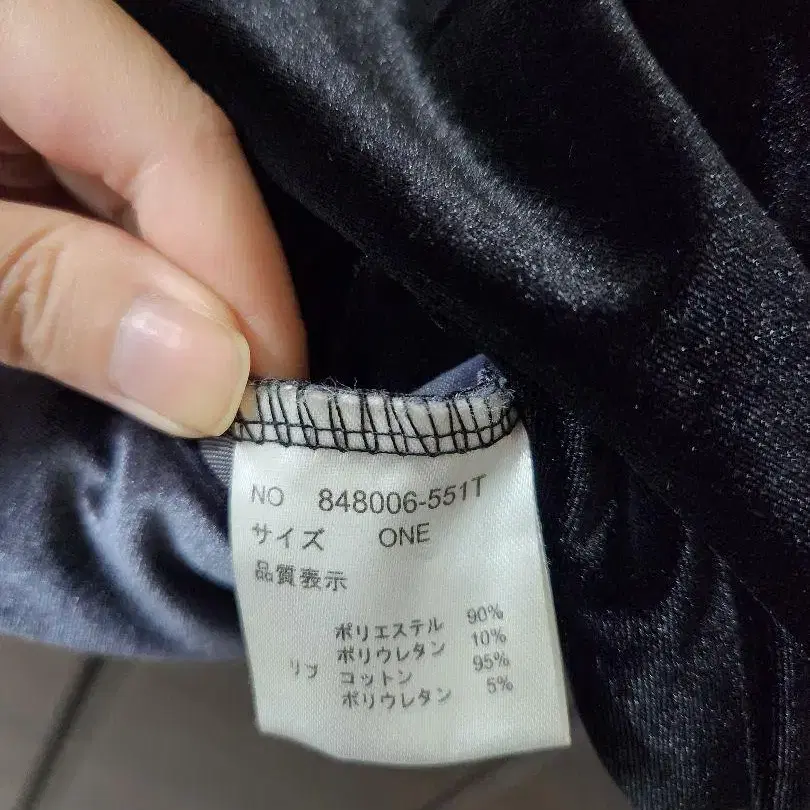 NO 848006-551T
サイズ ONE
品質表示
ポリエステル 90%
ポリウレタン 10%
リブ コットン 95%
ポリウレタン 5%